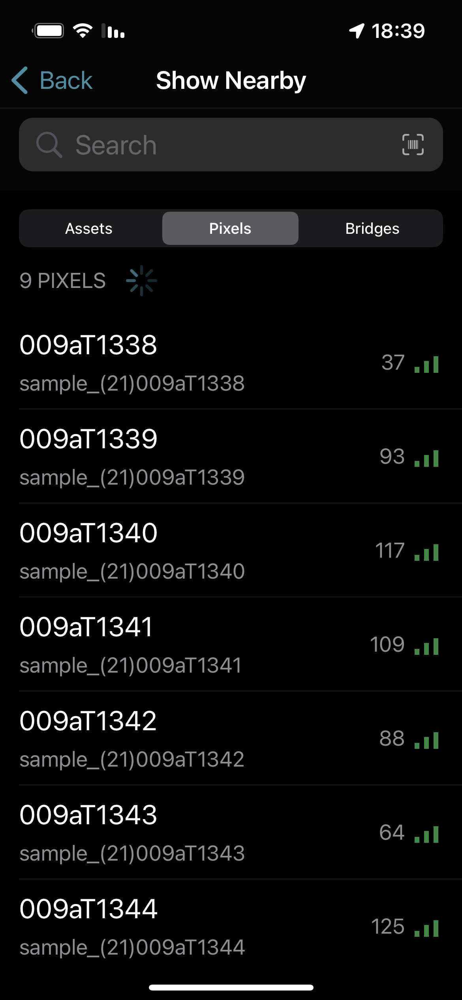 18:39
Back
Show Nearby
Search
Assets
Pixels
Bridges
9 PIXELS
009aT1338
sample_(21)009aT1338
37
009aT1339
sample_(21)009aT1339
93
009aT1340
sample_(21)009aT1340
117
009aT1341
sample_(21)009aT1341
109
009aT1342
sample_(21)009aT1342
88
009aT1343
sample_(21)009aT1343
64
009aT1344
sample_(21)009aT1344
125